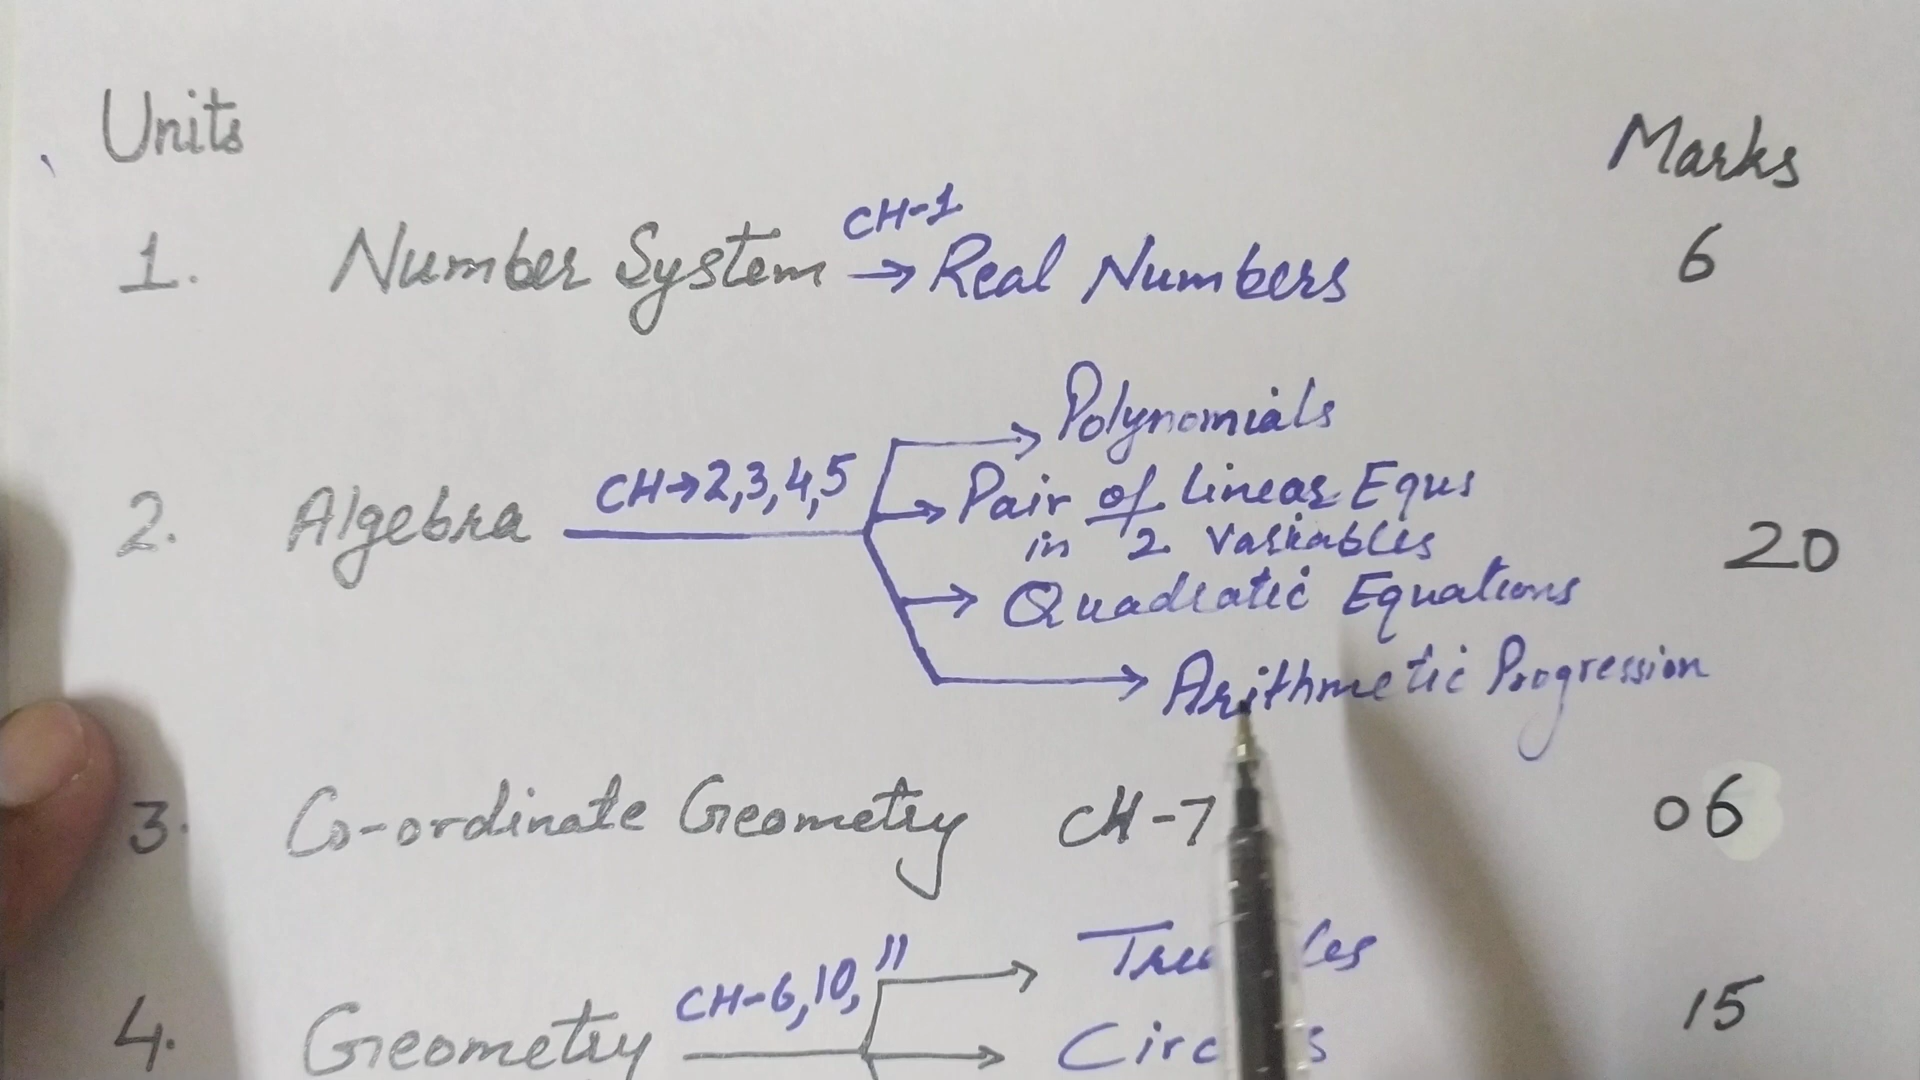 Units Marks
1. Number System CH-1 → Real Numbers 6
Polynomials
2. Algebra CH→2,3,4,5 Pair of Linear Equs 20
in 2 Variables
Quadratic Equations
Arithmetic Progression
3. Co-ordinate Geometry CH-7 06
4. Geometry CH-6,10,11 15